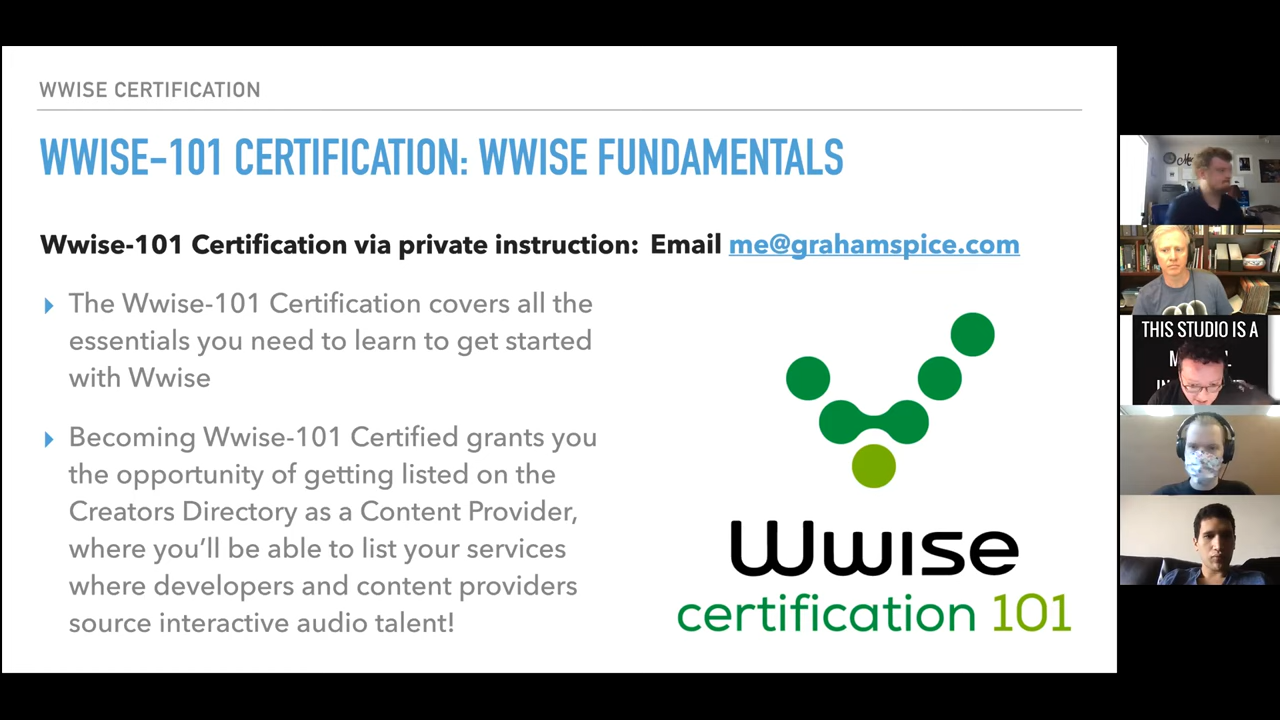 WWISE CERTIFICATION
WWISE-101 CERTIFICATION: WWISE FUNDAMENTALS
Wwise-101 Certification via private instruction: Email me@grahamspice.com
The Wwise-101 Certification covers all the
essentials you need to learn to get started
with Wwise
Becoming Wwise-101 Certified grants you
the opportunity of getting listed on the
Creators Directory as a Content Provider,
where you’ll be able to list your services
where developers and content providers
source interactive audio talent!
Wwise
certification 101
THIS STUDIO IS A